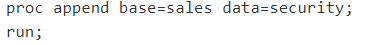 proc append base=sales data=security;
run;